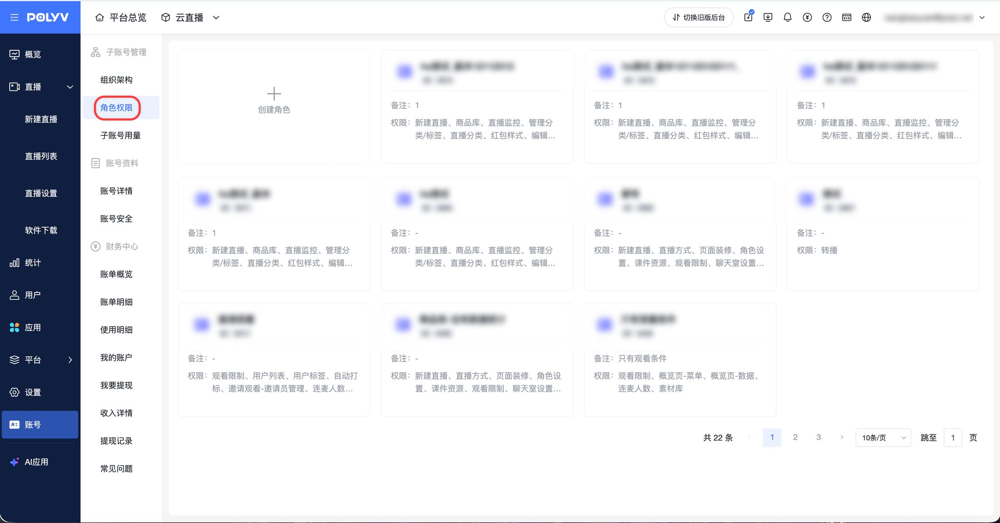 POLYV
平台总览
云直播
切换旧版后台
概览
直播
新建直播
直播列表
直播设置
软件下载
统计
用户
应用
平台
设置
账号
AI应用
子账号管理
组织架构
角色权限
子账号用量
账号资料
账号详情
账号安全
财务中心
账单概览
账单明细
使用明细
我的账户
我要提现
收入详情
提现记录
常见问题
创建角色
备注：1
权限：新建直播、商品库、直播监控、管理分
类/标签、直播分类、红包样式、编辑...
备注：1
权限：新建直播、商品库、直播监控、管理分
类/标签、直播分类、红包样式、编辑...
备注：1
权限：新建直播、商品库、直播监控、管理分
类/标签、直播分类、红包样式、编辑...
备注：1
权限：新建直播、商品库、直播监控、管理分
类/标签、直播分类、红包样式、编辑...
备注：-
权限：新建直播、商品库、直播监控、管理分
类/标签、直播分类、红包样式、编辑...
备注：-
权限：新建直播、直播方式、页面装修、角色设
置、课件资源、观看限制、聊天室设置...
备注：-
权限：转播
备注：-
权限：观看限制、用户列表、用户标签、自动打
标、邀请观看-邀请员管理、连麦人数...
备注：-
权限：新建直播、直播方式、页面装修、角色设
置、课件资源、观看限制、聊天室设置...
备注：只有观看条件
权限：观看限制、概览页-菜单、概览页-数据、
连麦人数、素材库
共 22 条
1
2
3
10条/页
跳至
1
页